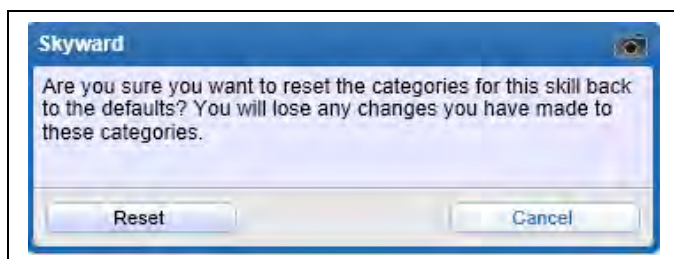 Skyward
Are you sure you want to reset the categories for this skill back
to the defaults? You will lose any changes you have made to
these categories.
Reset
Cancel